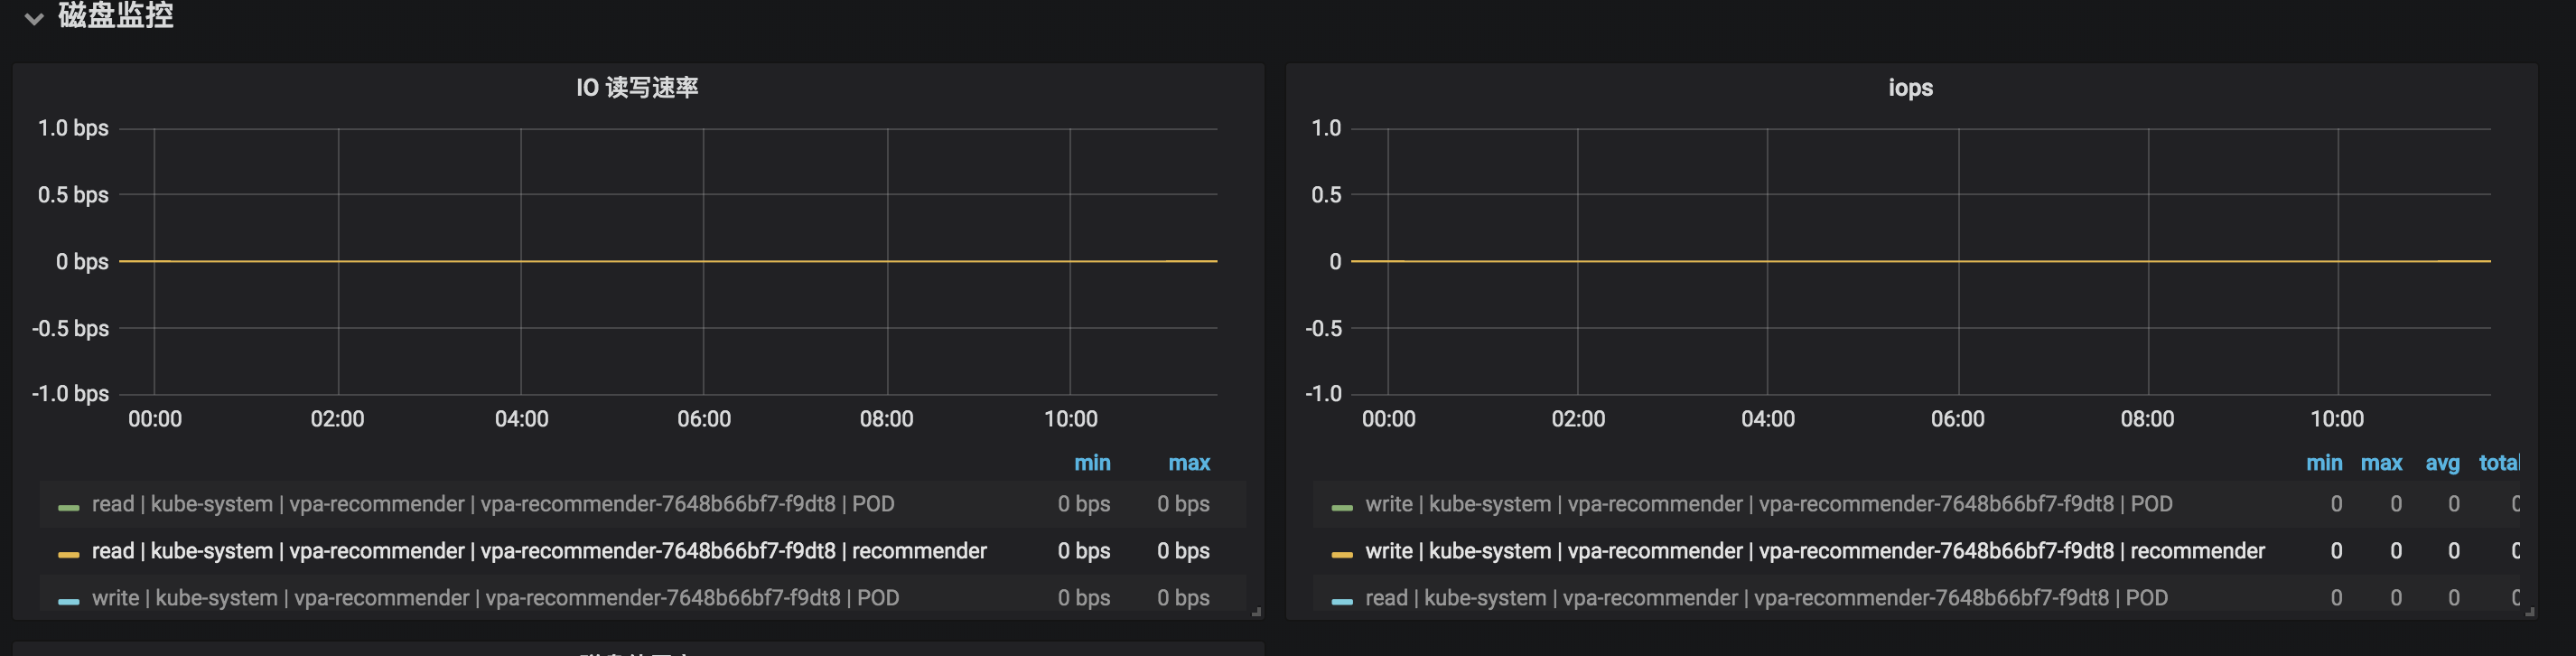 磁盘监控
IO 读写速率
1.0 bps
0.5 bps
0 bps
-0.5 bps
-1.0 bps
00:00 02:00 04:00 06:00 08:00 10:00
min max
read | kube-system | vpa-recommender | vpa-recommender-7648b66bf7-f9dt8 | POD 0 bps 0 bps
read | kube-system | vpa-recommender | vpa-recommender-7648b66bf7-f9dt8 | recommender 0 bps 0 bps
write | kube-system | vpa-recommender | vpa-recommender-7648b66bf7-f9dt8 | POD 0 bps 0 bps
iops
1.0
0.5
0
-0.5
-1.0
00:00 02:00 04:00 06:00 08:00 10:00
min max avg total
write | kube-system | vpa-recommender | vpa-recommender-7648b66bf7-f9dt8 | POD 0 0 0 0
write | kube-system | vpa-recommender | vpa-recommender-7648b66bf7-f9dt8 | recommender 0 0 0 0
read | kube-system | vpa-recommender | vpa-recommender-7648b66bf7-f9dt8 | POD 0 0 0 0